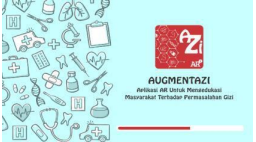 AZi
AR
AUGMENTAZI
Aplikasi AR Untuk Mengedukasi
Masyarakat Terhadap Permasalahan Gizi